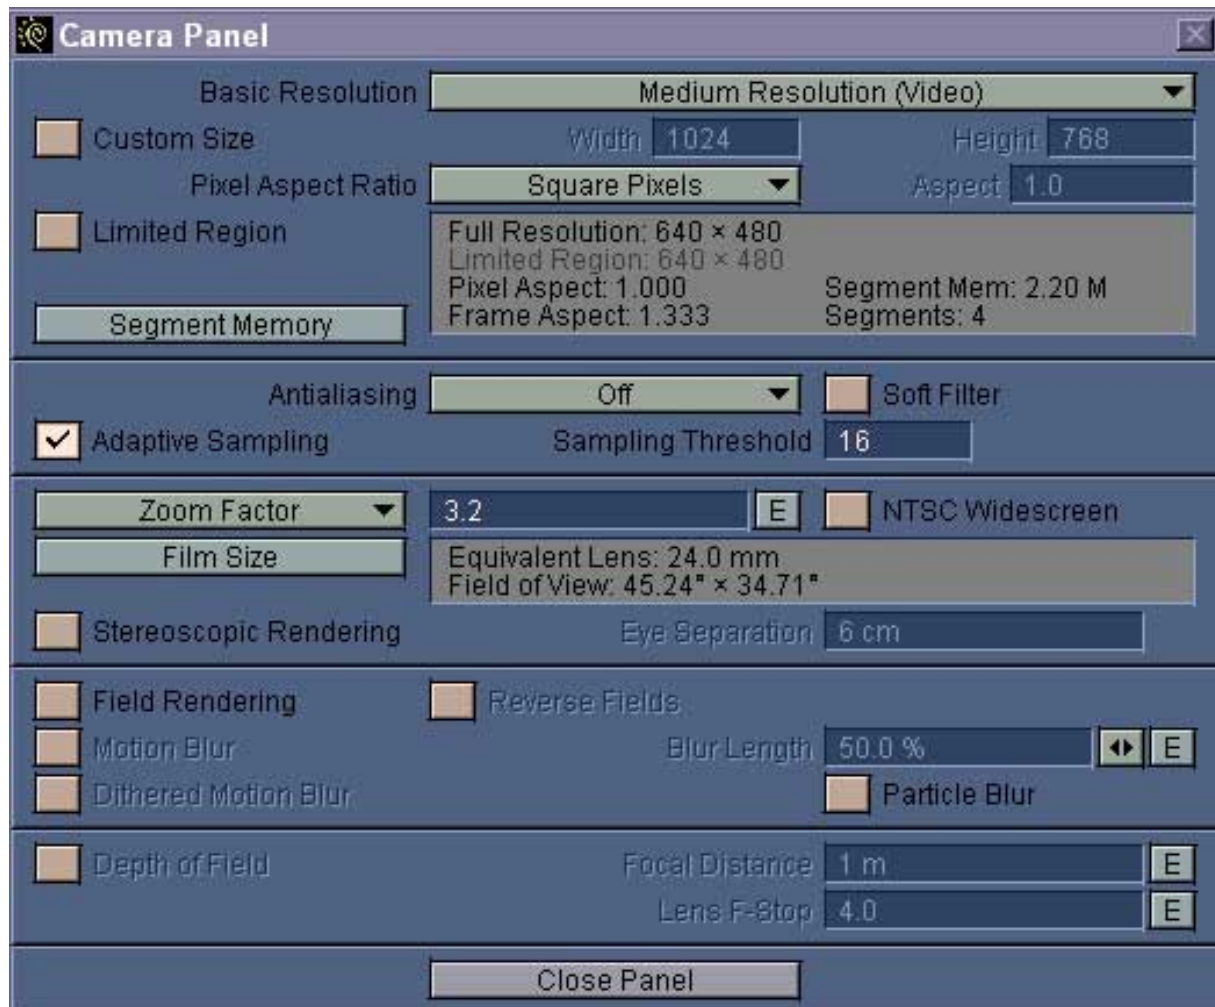 Camera Panel
Basic Resolution Medium Resolution (Video)
Custom Size Width 1024 Height 768
Pixel Aspect Ratio Square Pixels Aspect 1.0
Limited Region
Full Resolution: 640 × 480
Limited Region: 640 × 480
Pixel Aspect: 1.000 Segment Mem: 2.20 M
Frame Aspect: 1.333 Segments: 4
Segment Memory
Antialiasing Off Soft Filter
Adaptive Sampling Sampling Threshold 16
Zoom Factor 3.2 E NTSC Widescreen
Film Size
Equivalent Lens: 24.0 mm
Field of View: 45.24° × 34.71°
Stereoscopic Rendering Eye Separation 6 cm
Field Rendering Reverse Fields
Motion Blur Blur Length 50.0 % E
Dithered Motion Blur Particle Blur
Depth of Field Focal Distance 1 m E
Lens F-Stop 4.0 E
Close Panel